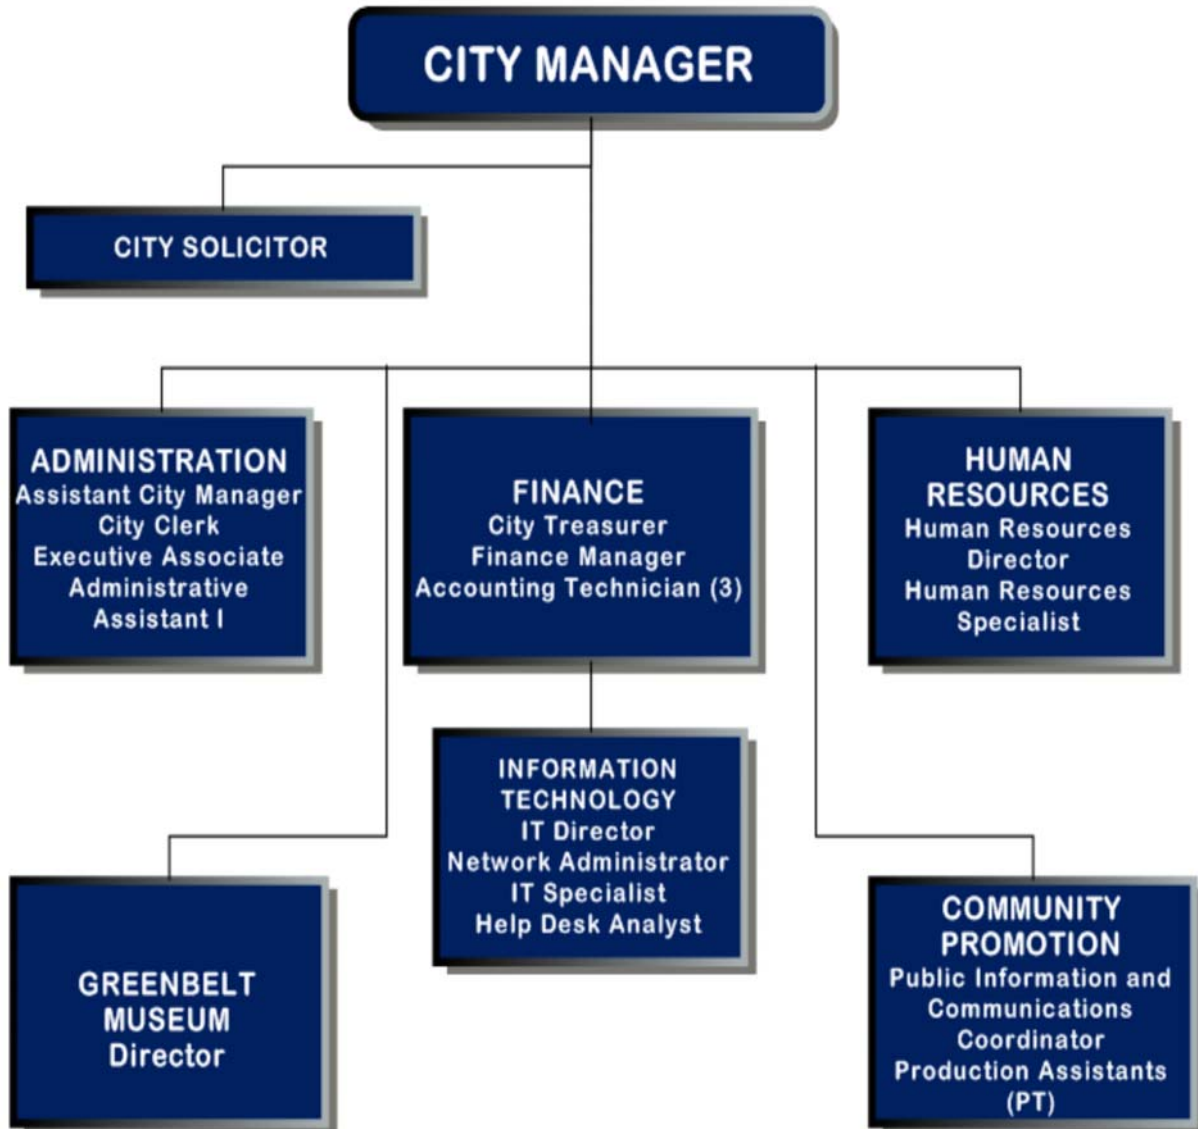 CITY MANAGER
CITY SOLICITOR
ADMINISTRATION
Assistant City Manager
City Clerk
Executive Associate
Administrative
Assistant I
FINANCE
City Treasurer
Finance Manager
Accounting Technician (3)
HUMAN
RESOURCES
Human Resources
Director
Human Resources
Specialist
INFORMATION
TECHNOLOGY
IT Director
Network Administrator
IT Specialist
Help Desk Analyst
GREENBELT
MUSEUM
Director
COMMUNITY
PROMOTION
Public Information and
Communications
Coordinator
Production Assistants
(PT)